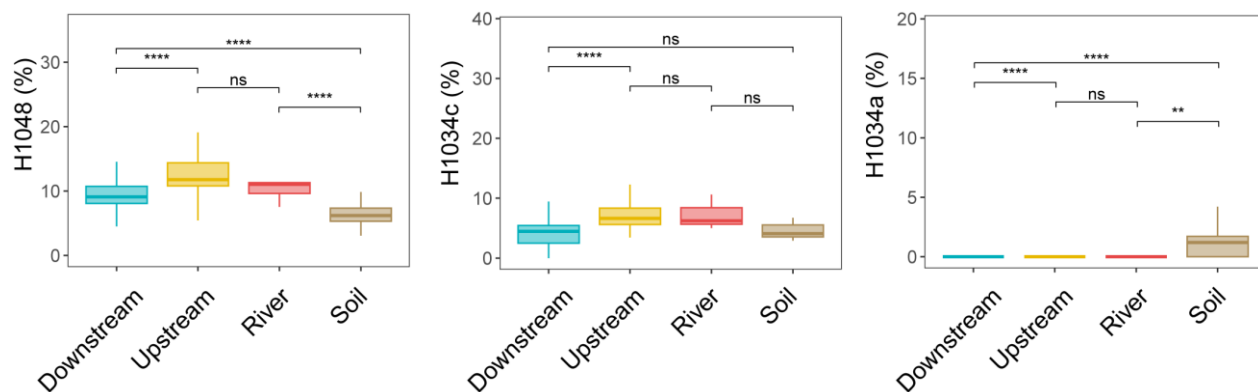 H1048 (%)
30
20
10
0
****
****
ns
****
Downstream
Upstream
River
Soil
H1034c (%)
40
30
20
10
0
ns
****
ns
ns
Downstream
Upstream
River
Soil
H1034a (%)
20
15
10
5
0
****
****
ns
**
Downstream
Upstream
River
Soil